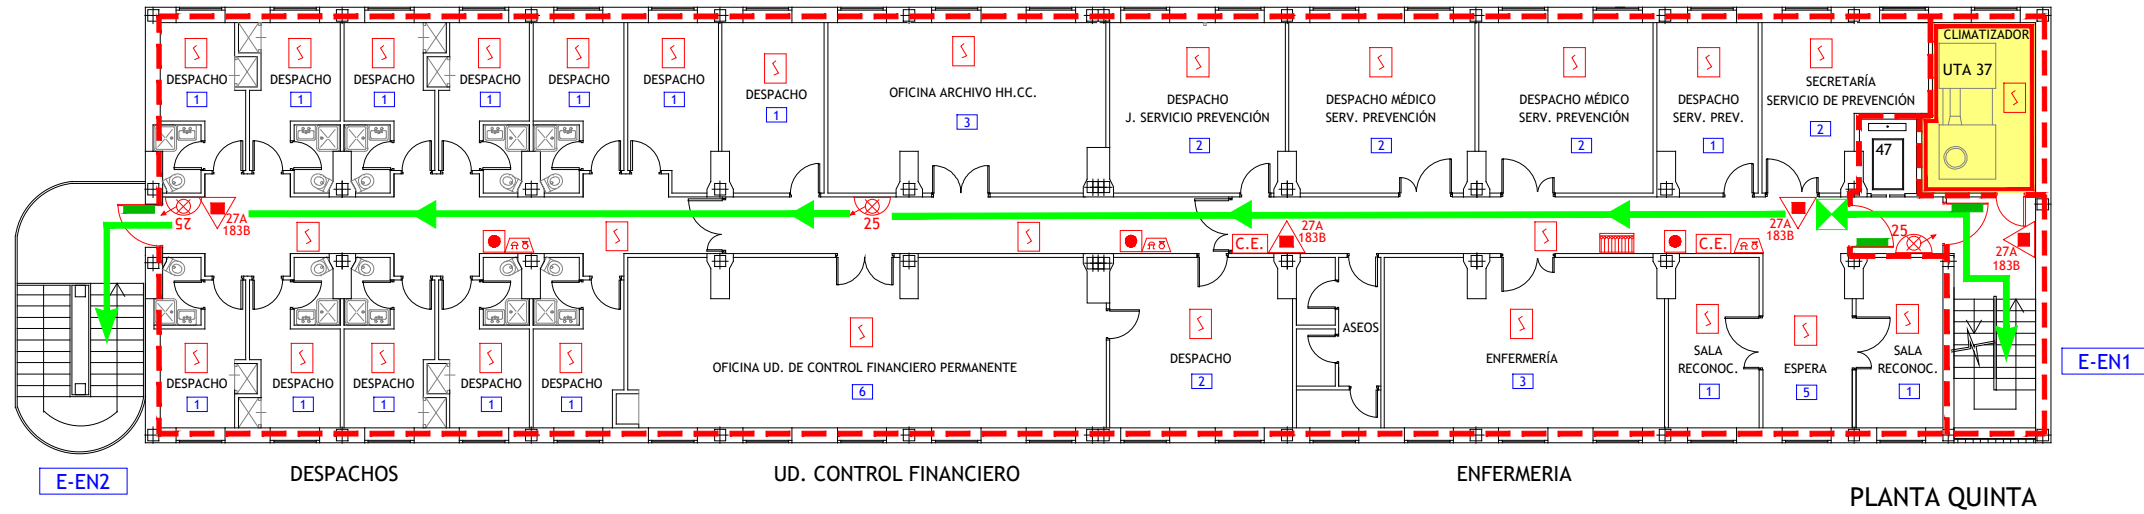 CLIMATIZADOR
UTA 37
DESPACHO
1
DESPACHO
1
DESPACHO
1
DESPACHO
1
DESPACHO
1
DESPACHO
1
DESPACHO
1
OFICINA ARCHIVO HH.CC.
3
DESPACHO
J. SERVICIO PREVENCIÓN
2
DESPACHO MÉDICO
SERV. PREVENCIÓN
2
DESPACHO MÉDICO
SERV. PREVENCIÓN
2
DESPACHO
SERV. PREV.
1
SECRETARÍA
SERVICIO DE PREVENCIÓN
2
47
25
27A
183B
25
C.E.
27A
183B
C.E.
27A
183B
25
27A
183B
DESPACHO
1
DESPACHO
1
DESPACHO
1
DESPACHO
1
DESPACHO
1
OFICINA UD. DE CONTROL FINANCIERO PERMANENTE
6
DESPACHO
2
ASEOS
ENFERMERÍA
3
SALA
RECONOC.
1
ESPERA
5
SALA
RECONOC.
1
E-EN1
E-EN2
DESPACHOS
UD. CONTROL FINANCIERO
ENFERMERIA
PLANTA QUINTA